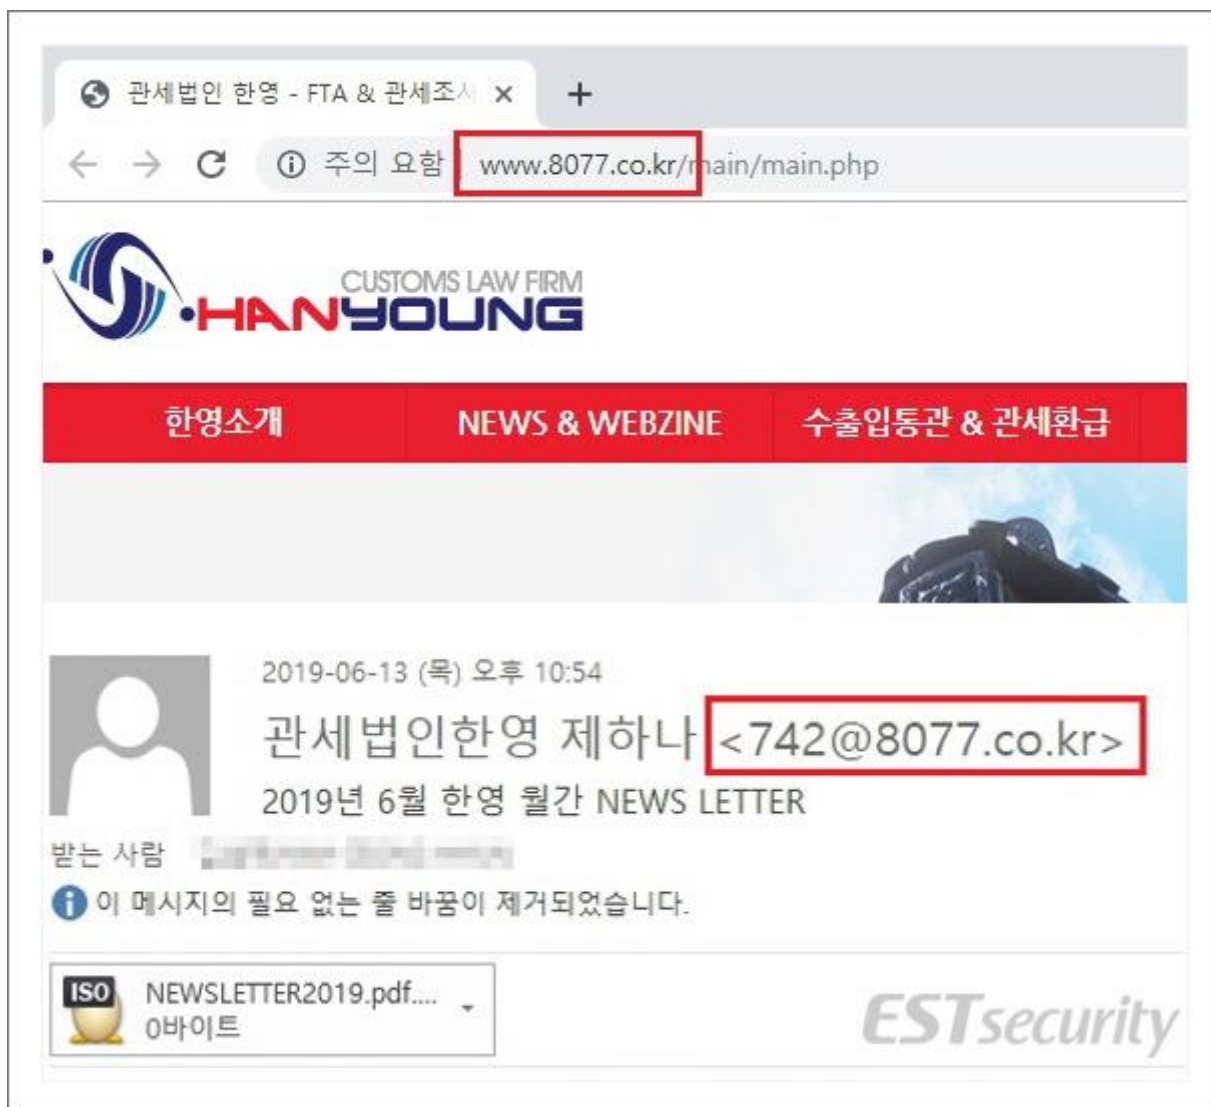 관세법인 한영 - FTA & 관세조사
주의 요함 www.8077.co.kr/main/main.php
CUSTOMS LAW FIRM
HANYOUNG
한영소개 NEWS & WEBZINE 수출입통관 & 관세환급
2019-06-13 (목) 오후 10:54
관세법인한영 제하나 <742@8077.co.kr>
2019년 6월 한영 월간 NEWS LETTER
받는 사람
이 메시지의 필요 없는 줄 바꿈이 제거되었습니다.
ISO NEWSLETTER2019.pdf....
0바이트
ESTsecurity